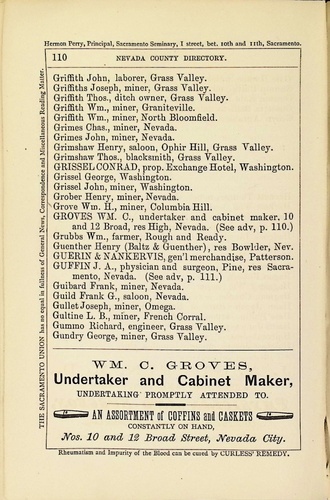 Hermon Perry, Principal, Sacramento Seminary, I street, bet. 10th and 11th, Sacramento.
110 NEVADA COUNTY DIRECTORY.
THE SACRAMENTO UNION has no equal in fullness of General News, Correspondence and Miscellaneous Reading Matter.
Griffith John, laborer, Grass Valley.
Griffiths Joseph, miner, Grass Valley.
Griffith Thos., ditch owner, Grass Valley.
Griffith Wm., miner, Graniteville.
Griffith Wm., miner, North Bloomfield.
Grimes Chas., miner, Nevada.
Grimes John, miner, Nevada.
Grimshaw Henry, saloon, Ophir Hill, Grass Valley.
Grimshaw Thos., blacksmith, Grass Valley.
GRISSEL CONRAD, prop. Exchange Hotel, Washington.
Grissel George, Washington.
Grissel John, miner, Washington.
Grober Henry, miner, Nevada.
Grove Wm. H., miner, Columbia Hill.
GROVES WM. C., undertaker and cabinet maker. 10
and 12 Broad, res High, Nevada. (See adv, p. 110.)
Grubbs Wm., farmer, Rough and Ready.
Guenther Henry (Baltz & Guenther), res Bowlder, Nev.
GUERIN & NANKERVIS, gen'l merchandise, Patterson.
GUFFIN J. A., physician and surgeon, Pine, res Sacra-
mento, Nevada. (See adv, p. 111.)
Guibard Frank, miner, Nevada.
Guild Frank G., saloon, Nevada.
Gullet Joseph, miner, Omega.
Gultine L. B., miner, French Corral.
Gummo Richard, engineer, Grass Valley.
Gundry George, miner, Grass Valley.
WM. C. GROVES,
Undertaker and Cabinet Maker,
UNDERTAKING PROMPTLY ATTENDED TO.
AN ASSORTMENT of COFFINS and CASKETS
CONSTANTLY ON HAND,
Nos. 10 and 12 Broad Street, Nevada City.
Rheumatism and Impurity of the Blood can be cured by CURLESS' REMEDY.